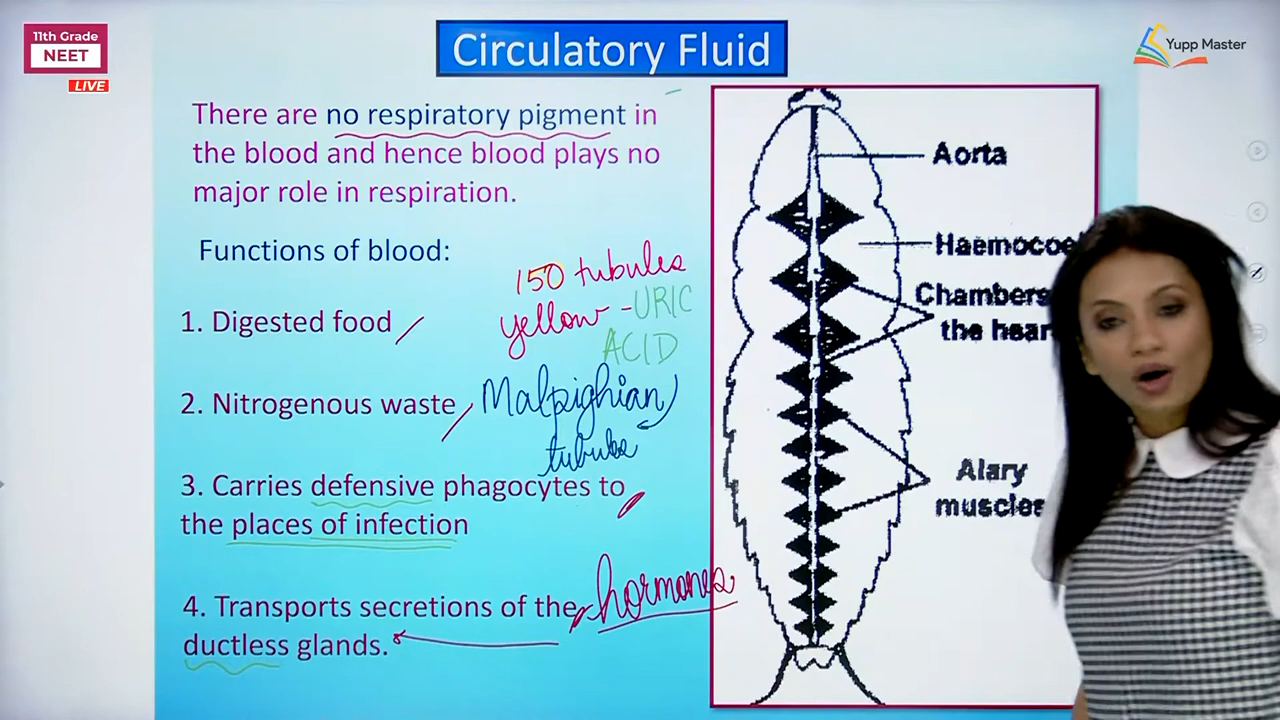 11th Grade
NEET
LIVE
Circulatory Fluid
Yupp Master
There are no respiratory pigment in
the blood and hence blood plays no
major role in respiration.
Functions of blood:
150 tubules
yellow - URIC
ACID
1. Digested food
2. Nitrogenous waste
Malpighian
tubule
3. Carries defensive phagocytes to
the places of infection
4. Transports secretions of the
ductless glands.
hormones
Aorta
Haemocoel
Chambers
the hear
Alary
muscles